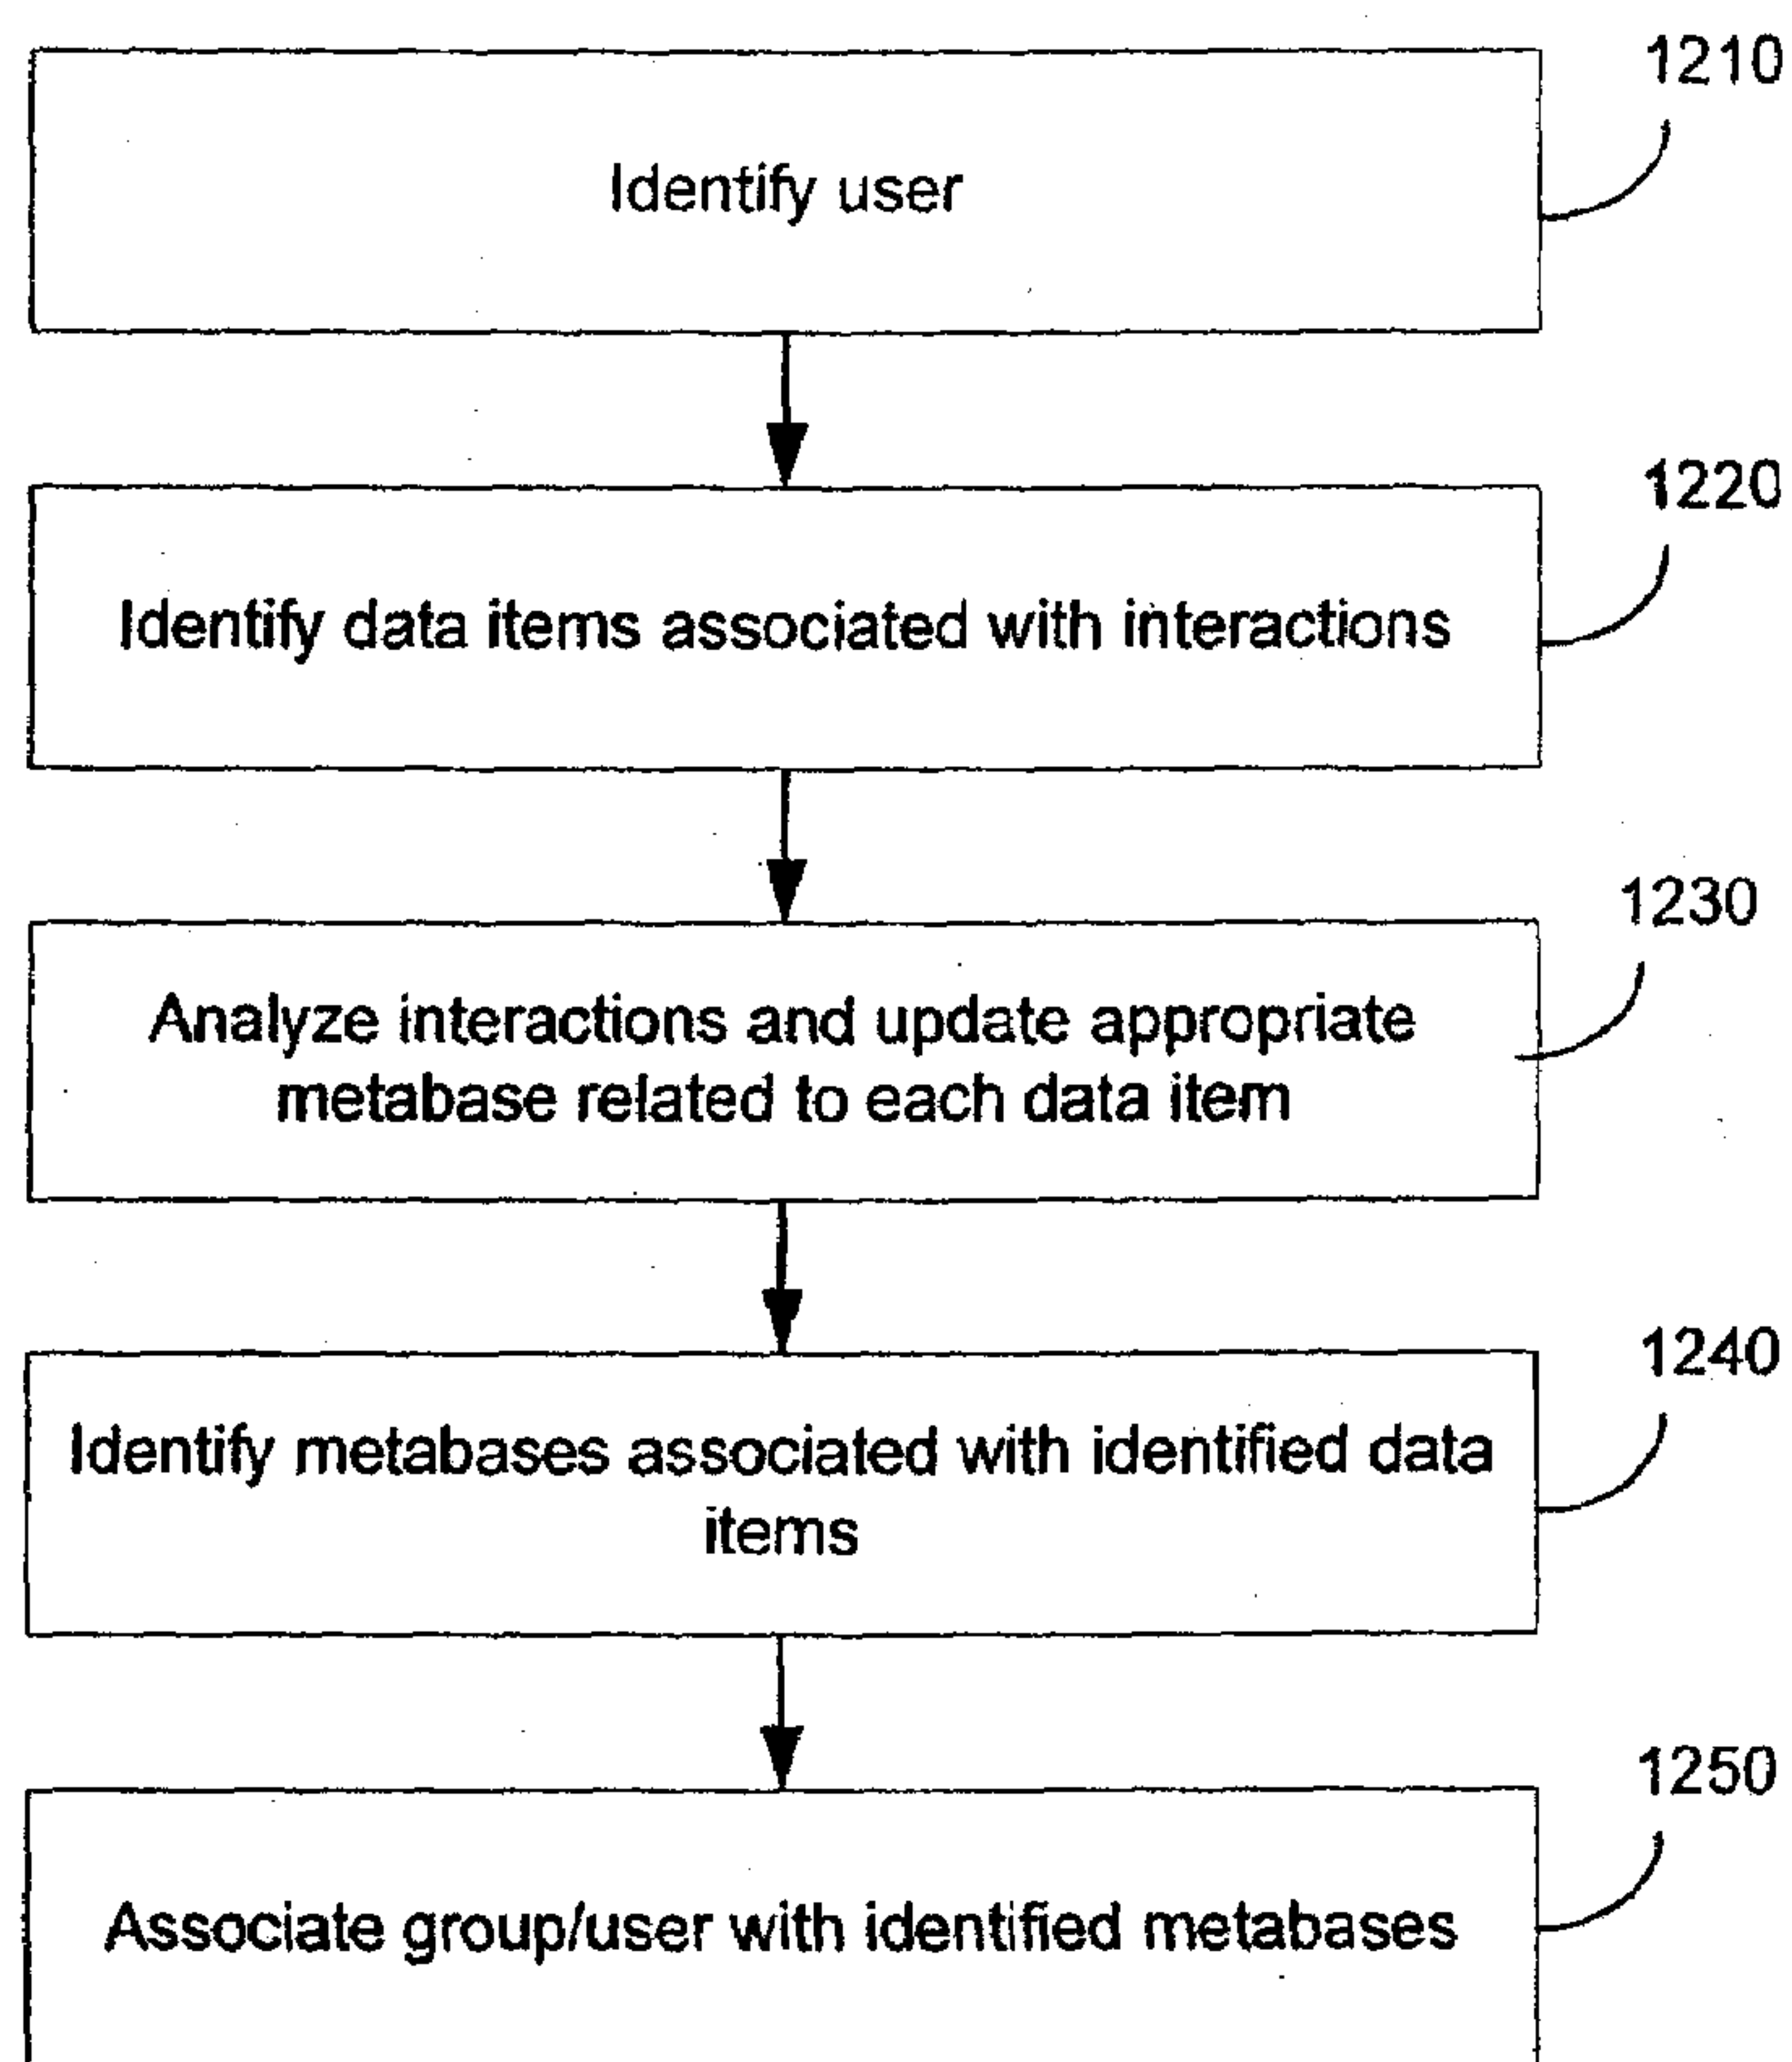 1210
Identify user
1220
Identify data items associated with interactions
1230
Analyze interactions and update appropriate
metabase related to each data item
1240
Identify metabases associated with identified data
items
1250
Associate group/user with identified metabases